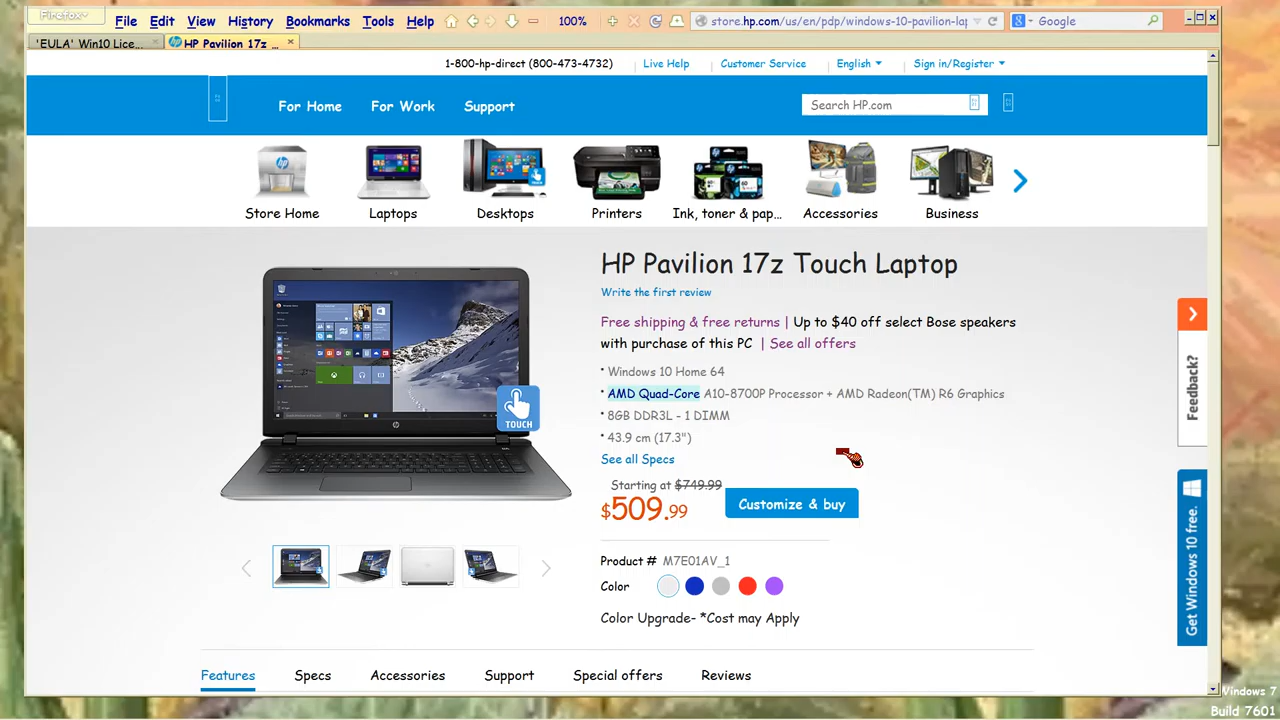 Firefox
File Edit View History Bookmarks Tools Help 100% store.hp.com/us/en/pdp/windows-10-pavilion-lap Google
'EULA' Win10 Lice... HP Pavilion 17z ...
1-800-hp-direct (800-473-4732) Live Help Customer Service English Sign in/Register
For Home For Work Support Search HP.com
Store Home Laptops Desktops Printers Ink, toner & pap... Accessories Business
HP Pavilion 17z Touch Laptop
Write the first review
Free shipping & free returns | Up to $40 off select Bose speakers
with purchase of this PC | See all offers
• Windows 10 Home 64
• AMD Quad-Core A10-8700P Processor + AMD Radeon(TM) R6 Graphics
• 8GB DDR3L - 1 DIMM
• 43.9 cm (17.3")
See all Specs
TOUCH
Starting at $749.99
$509.99 Customize & buy
Product # M7E01AV_1
Color
Color Upgrade- *Cost may Apply
Features Specs Accessories Support Special offers Reviews
Feedback?
Get Windows 10 free.
Windows 7
Build 7601